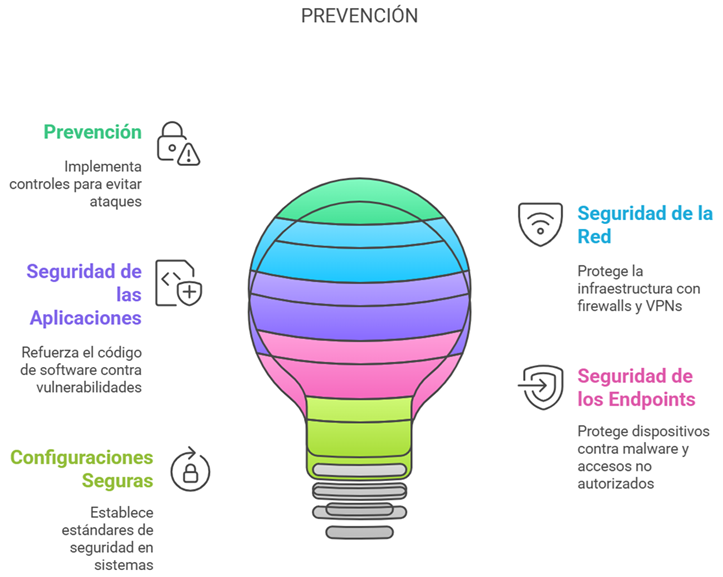 PREVENCIÓN
Prevención
Implementa
controles para evitar
ataques
Seguridad de la
Red
Protege la
infraestructura con
firewalls y VPNs
Seguridad de
las
Aplicaciones
Refuerza el código
de software contra
vulnerabilidades
Seguridad de
los Endpoints
Protege dispositivos
contra malware y
accesos no
autorizados
Configuraciones
Seguras
Establece
estándares de
seguridad en
sistemas